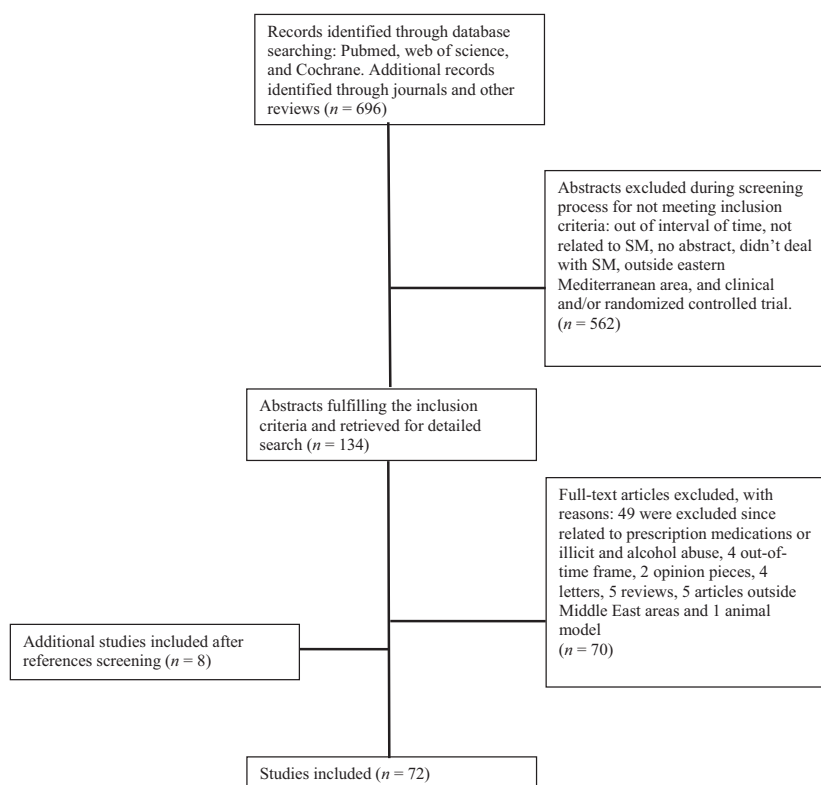 Records identified through database
searching: Pubmed, web of science,
and Cochrane. Additional records
identified through journals and other
reviews (n = 696)
Abstracts excluded during screening
process for not meeting inclusion
criteria: out of interval of time, not
related to SM, no abstract, didn’t deal
with SM, outside eastern
Mediterranean area, and clinical
and/or randomized controlled trial.
(n = 562)
Abstracts fulfilling the inclusion
criteria and retrieved for detailed
search (n = 134)
Full-text articles excluded, with
reasons: 49 were excluded since
related to prescription medications or
illicit and alcohol abuse, 4 out-of-
time frame, 2 opinion pieces, 4
letters, 5 reviews, 5 articles outside
Middle East areas and 1 animal
model
(n = 70)
Additional studies included after
references screening (n = 8)
Studies included (n = 72)